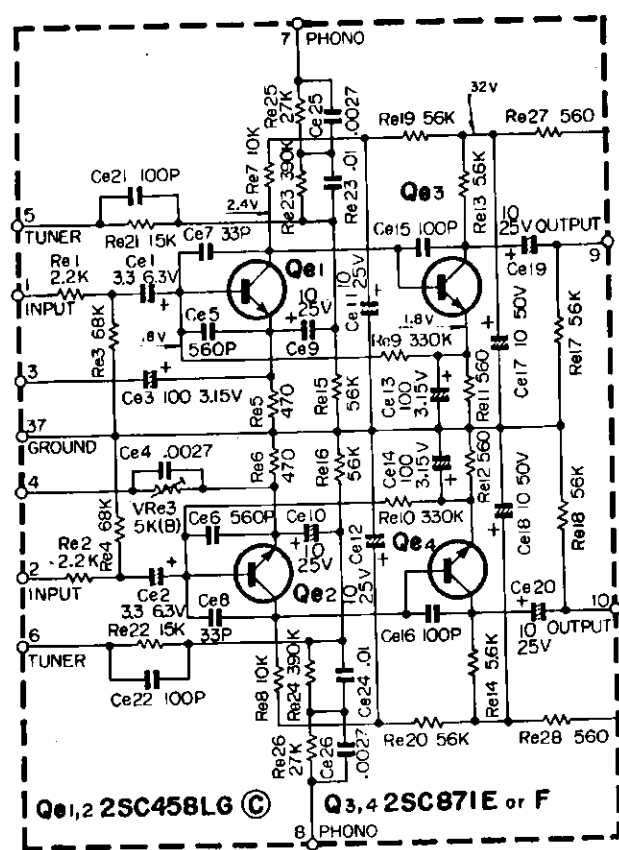 7 PHONO
Re25 27K
Ce25 .0027
32V
Re19 56K
Re27 560
Re7 10K
Re23 390K
Re23 .01
Re13 5.6K
Qe3
Ce21 100P
2.4V
5
TUNER
Re21 15K
Ce7 33P
Ce15 100P
10 25V
OUTPUT
9
Ce19
Re1 2.2K
Ce1 3.3 6.3V
Qe1
1
INPUT
Re3 68K
.8V
Ce5 560P
10 25V
Ce9
Ce11 10 25V
1.8V
Re9 330K
Ce17 10 50V
Re17 56K
3
Ce3 100 3.15V
Re5 470
Re15 56K
Ce13 100 3.15V
Re11 560
37
GROUND
Ce4 .0027
Re6 470
Re16 56K
Ce14 100 3.15V
Re12 560
4
VRe3 5K(B)
Re4 68K
Ce6 560P
Ce10 10 25V
Re10 330K
Ce12 10 25V
Ce18 10 50V
Re18 56K
Re2 2.2K
2
INPUT
Ce2 3.3 6.3V
Qe2
Qe4
Ce8 33P
Ce16 100P
Ce20 10 25V
10
OUTPUT
6
TUNER
Re22 15K
Ce22 100P
Re8 10K
Re24 390K
Ce24 .01
Re14 5.6K
Re26 27K
Ce26 .0027
Re20 56K
Re28 560
Qe1,2 2SC458LG Ⓒ
Q3,4 2SC871E or F
8 PHONO